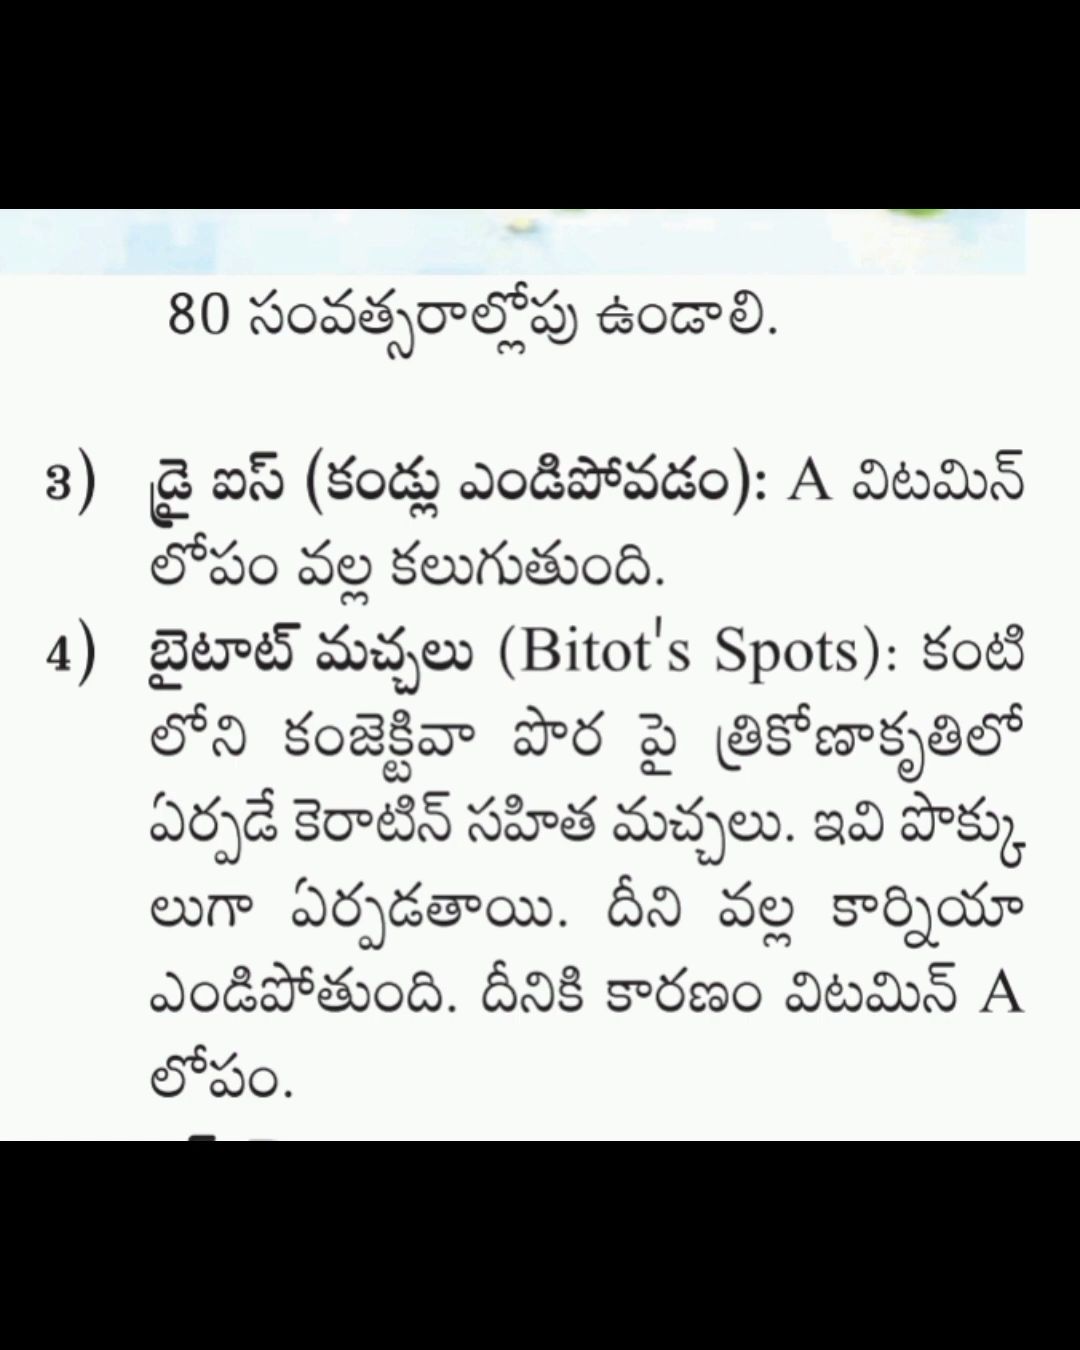 80 సంవత్సరాల్లోపు ఉండాలి.
3) డ్రై ఐస్ (కండ్లు ఎండిపోవడం): A విటమిన్
లోపం వల్ల కలుగుతుంది.
4) బైటాట్ మచ్చలు (Bitot's Spots): కంటి
లోని కంజెక్టివా పొర పై త్రికోణాకృతిలో
ఏర్పడే కెరాటిన్ సహిత మచ్చలు. ఇవి పొక్కు
లుగా ఏర్పడతాయి. దీని వల్ల కార్నియా
ఎండిపోతుంది. దీనికి కారణం విటమిన్ A
లోపం.